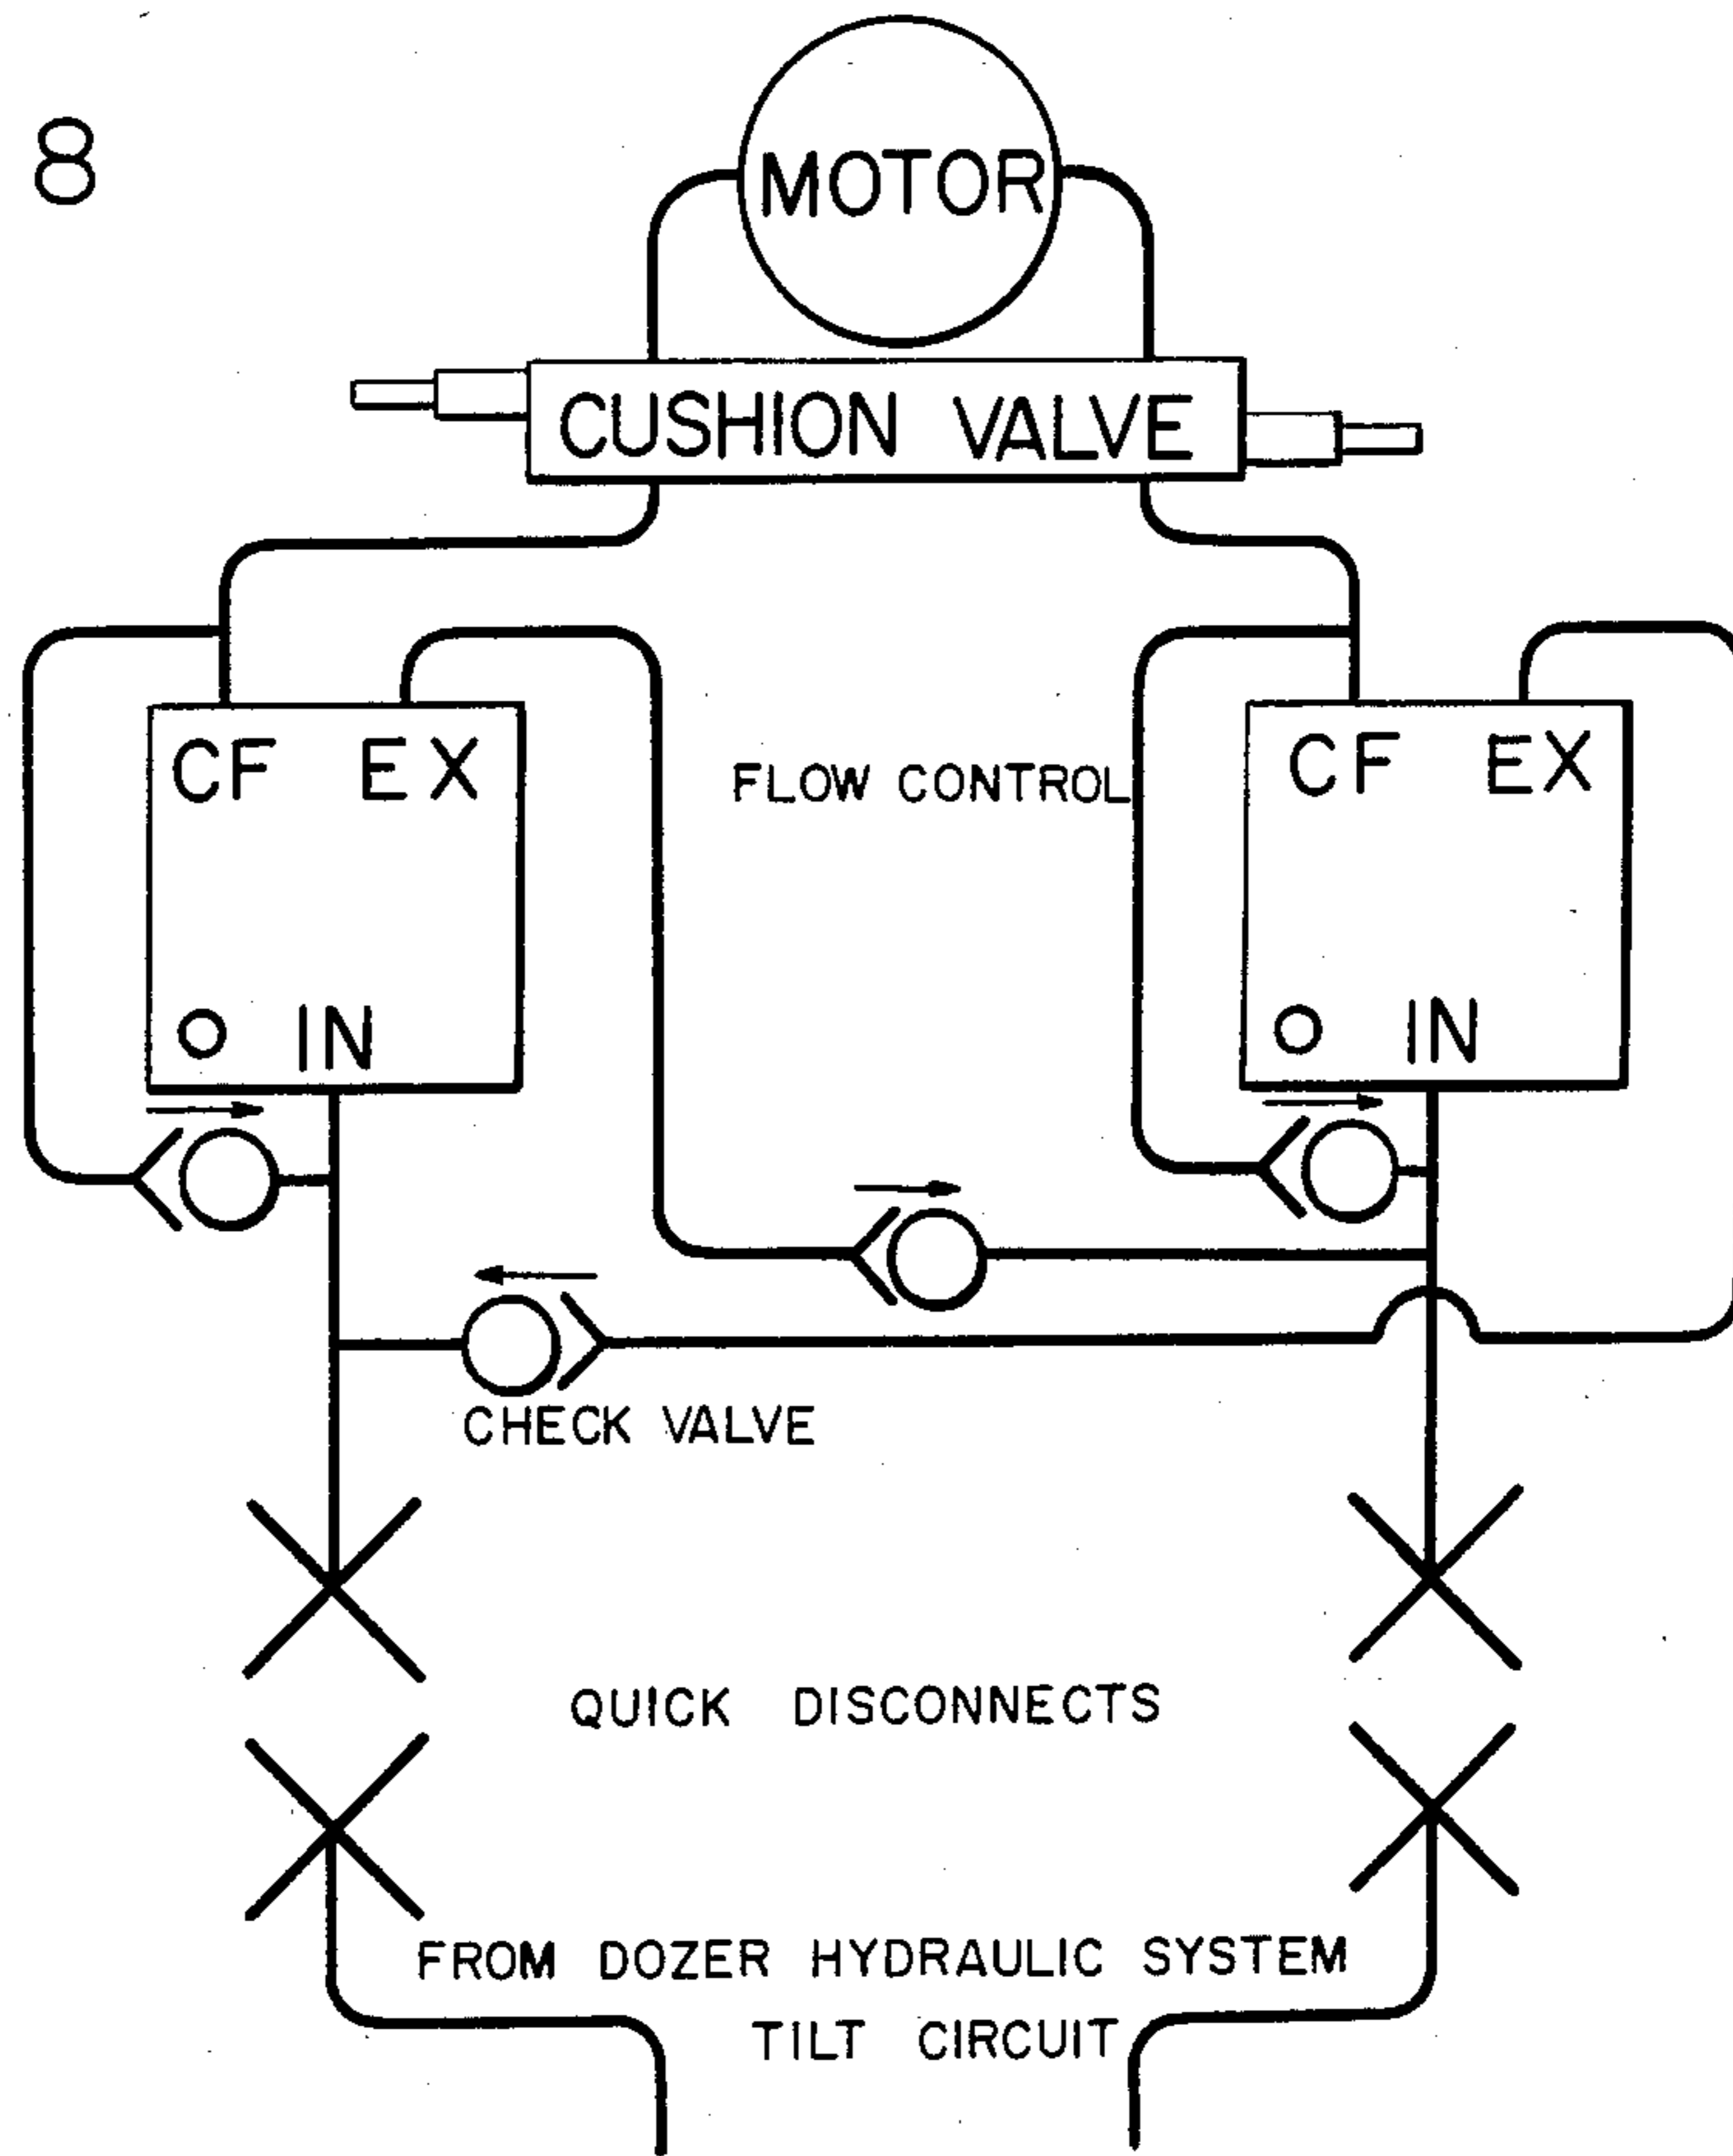 8
MOTOR
CUSHION VALVE
CF EX
FLOW CONTROL
CF EX
O IN
O IN
CHECK VALVE
QUICK DISCONNECTS
FROM DOZER HYDRAULIC SYSTEM
TILT CIRCUIT